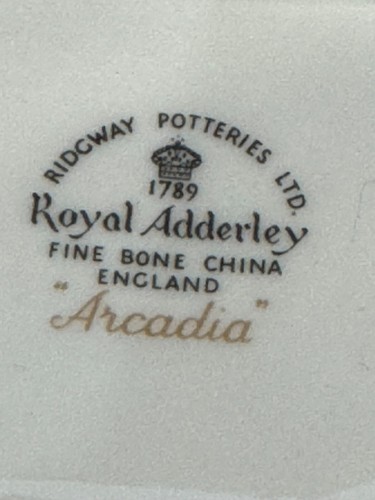 RIDGWAY POTTERIES LTD.
1789
Royal Adderley
FINE BONE CHINA
ENGLAND
"Arcadia"